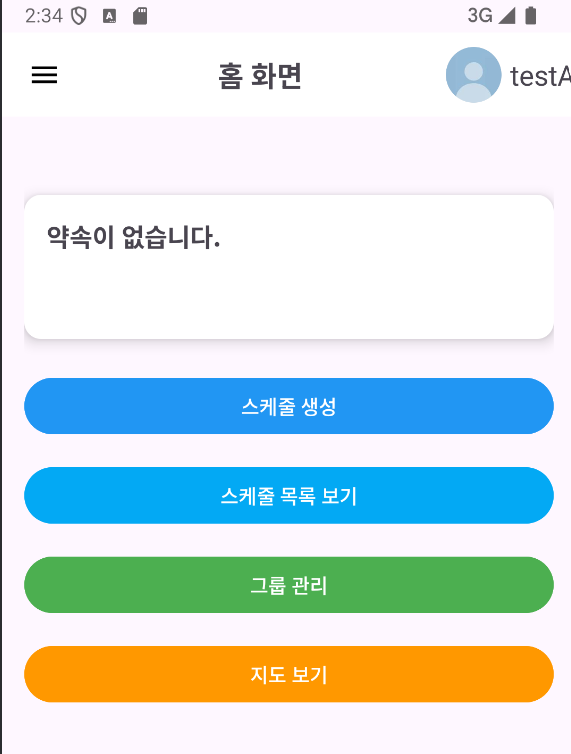 2:34
3G
홈 화면
testA
약속이 없습니다.
스케줄 생성
스케줄 목록 보기
그룹 관리
지도 보기